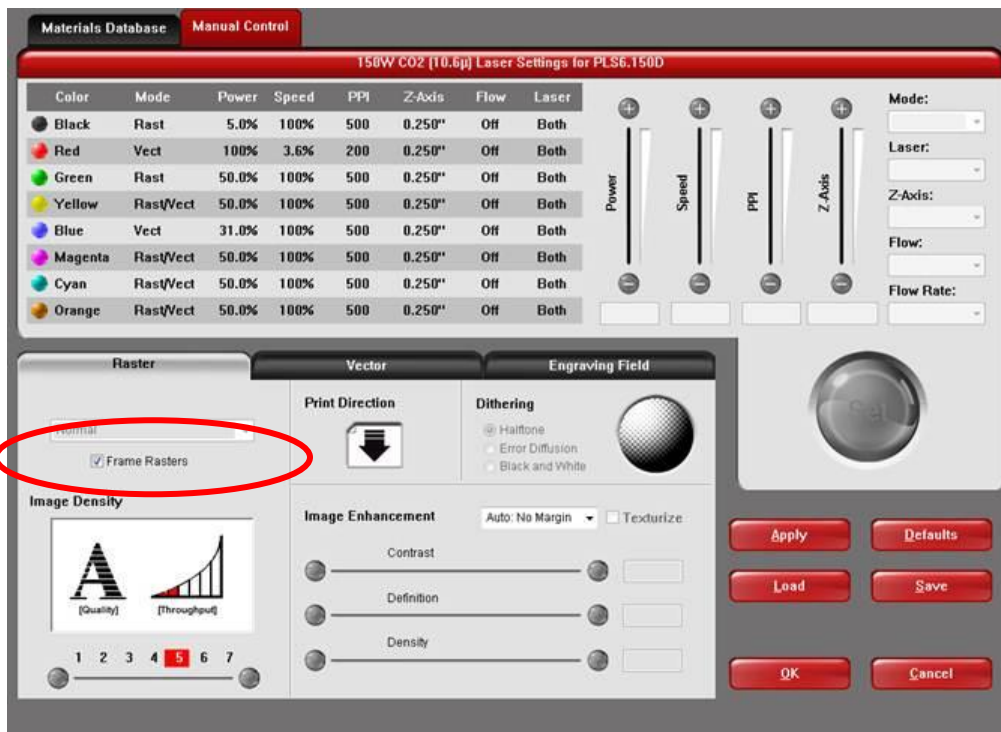 Materials Database Manual Control
150W CO2 (10.6µ) Laser Settings for PLS6.150D
Color Mode Power Speed PPI Z-Axis Flow Laser
Black Rast 5.0% 100% 500 0.250" Off Both
Red Vect 100% 3.6% 200 0.250" Off Both
Green Rast 50.0% 100% 500 0.250" Off Both
Yellow Rast/Vect 50.0% 100% 500 0.250" Off Both
Blue Vect 31.0% 100% 500 0.250" Off Both
Magenta Rast/Vect 50.0% 100% 500 0.250" Off Both
Cyan Rast/Vect 50.0% 100% 500 0.250" Off Both
Orange Rast/Vect 50.0% 100% 500 0.250" Off Both
Power
Speed
PPI
Z-Axis
Mode:
Laser:
Z-Axis:
Flow:
Flow Rate:
Set
Raster Vector Engraving Field
Normal
Frame Rasters
Print Direction
Dithering
Halftone
Error Diffusion
Black and White
Image Density
A
[Quality] [Throughput]
1 2 3 4 5 6 7
Image Enhancement Auto: No Margin Texturize
Contrast
Definition
Density
Apply Defaults
Load Save
OK Cancel